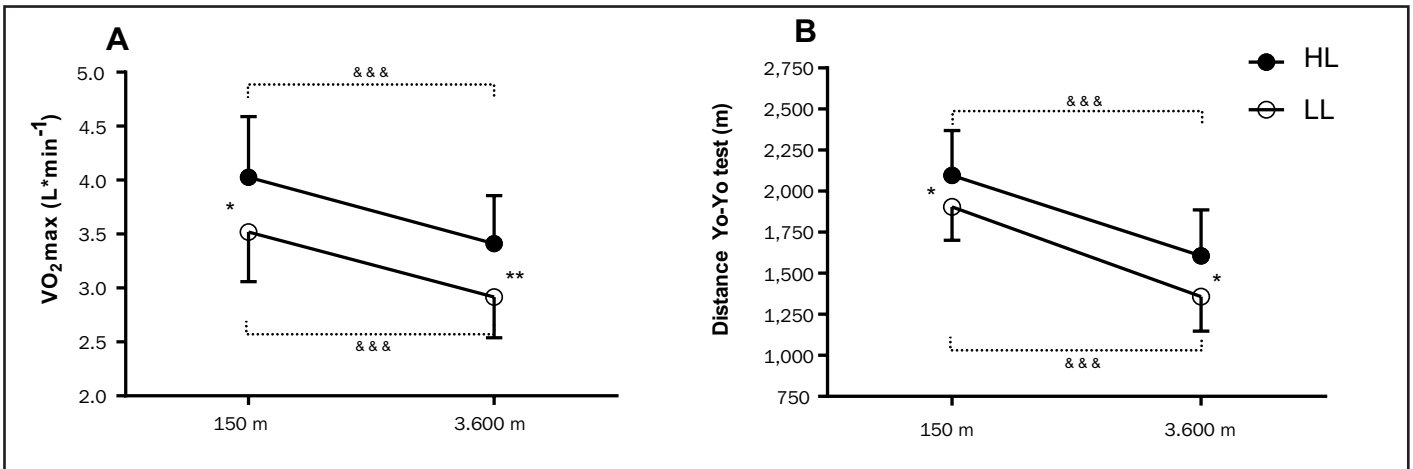 A
VO2max (L*min-1)
5.0
4.5
4.0
3.5
3.0
2.5
2.0
&&&
*
**
&&&
150 m
3.600 m
B
Distance Yo-Yo test (m)
2,750
2,500
2,250
2,000
1,750
1,500
1,250
1,000
750
&&&
*
*
&&&
150 m
3.600 m
HL
LL